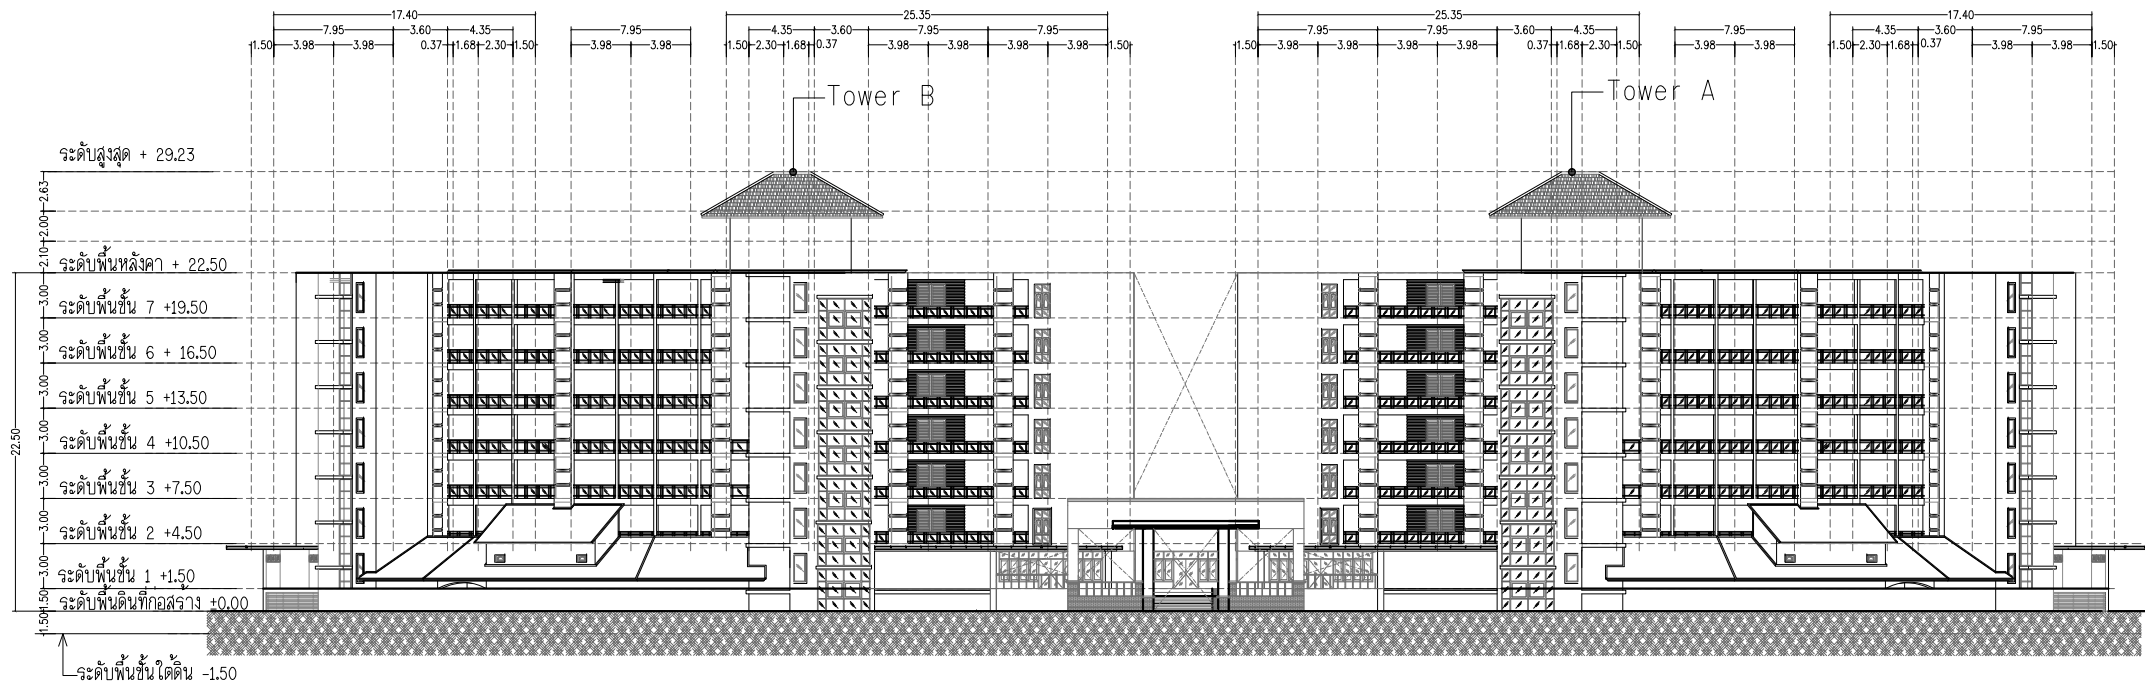 17.40 25.35 25.35 17.40
7.95 3.60 4.35 7.95 4.35 3.60 7.95 7.95 7.95 7.95 3.60 4.35 7.95 4.35 3.60 7.95
1.50 3.98 3.98 0.37 1.68 2.30 1.50 3.98 3.98 1.50 2.30 1.68 0.37 3.98 3.98 3.98 3.98 1.50 1.50 3.98 3.98 3.98 3.98 0.37 1.68 2.30 1.50 3.98 3.98 1.50 2.30 1.68 0.37 3.98 3.98 1.50
Tower B
Tower A
ระดับสูงสุด + 29.23
2.63
2.00
2.10
ระดับพื้นหลังคา + 22.50
3.00
ระดับพื้นชั้น 7 +19.50
3.00
ระดับพื้นชั้น 6 + 16.50
3.00
ระดับพื้นชั้น 5 +13.50
3.00
22.50
ระดับพื้นชั้น 4 +10.50
3.00
ระดับพื้นชั้น 3 +7.50
3.00
ระดับพื้นชั้น 2 +4.50
3.00
ระดับพื้นชั้น 1 +1.50
1.50
ระดับพื้นดินที่ก่อสร้าง +0.00
1.50
ระดับพื้นชั้นใต้ดิน -1.50